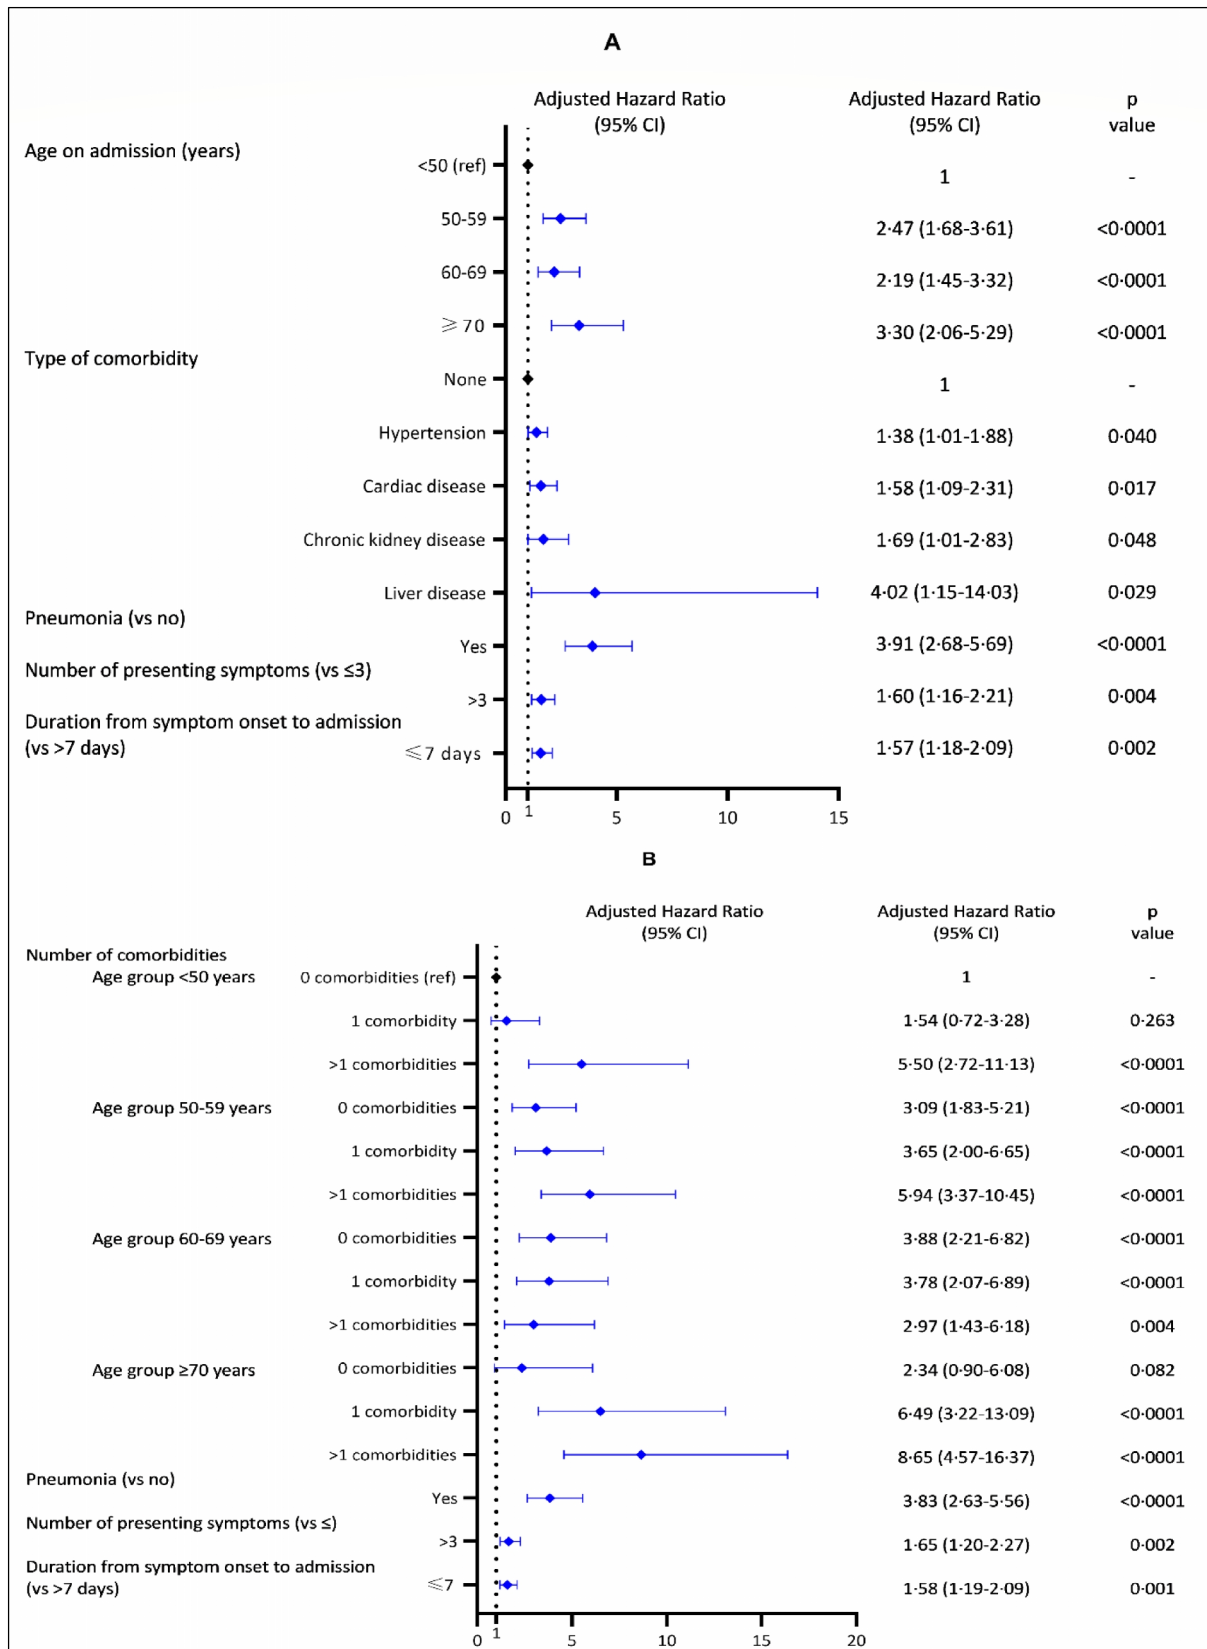 A
Adjusted Hazard Ratio
(95% CI)
Adjusted Hazard Ratio
(95% CI)
p
value
Age on admission (years)
<50 (ref)
1
-
50-59
2·47 (1·68-3·61)
<0·0001
60-69
2·19 (1·45-3·32)
<0·0001
⩾ 70
3·30 (2·06-5·29)
<0·0001
Type of comorbidity
None
1
-
Hypertension
1·38 (1·01-1·88)
0·040
Cardiac disease
1·58 (1·09-2·31)
0·017
Chronic kidney disease
1·69 (1·01-2·83)
0·048
Liver disease
4·02 (1·15-14·03)
0·029
Pneumonia (vs no)
Yes
3·91 (2·68-5·69)
<0·0001
Number of presenting symptoms (vs ≤3)
>3
1·60 (1·16-2·21)
0·004
Duration from symptom onset to admission
(vs >7 days)
⩽7 days
1·57 (1·18-2·09)
0·002
0 1 5 10 15
B
Adjusted Hazard Ratio
(95% CI)
Adjusted Hazard Ratio
(95% CI)
p
value
Number of comorbidities
Age group <50 years
0 comorbidities (ref)
1
-
1 comorbidity
1·54 (0·72-3·28)
0·263
>1 comorbidities
5·50 (2·72-11·13)
<0·0001
Age group 50-59 years
0 comorbidities
3·09 (1·83-5·21)
<0·0001
1 comorbidity
3·65 (2·00-6·65)
<0·0001
>1 comorbidities
5·94 (3·37-10·45)
<0·0001
Age group 60-69 years
0 comorbidities
3·88 (2·21-6·82)
<0·0001
1 comorbidity
3·78 (2·07-6·89)
<0·0001
>1 comorbidities
2·97 (1·43-6·18)
0·004
Age group ≥70 years
0 comorbidities
2·34 (0·90-6·08)
0·082
1 comorbidity
6·49 (3·22-13·09)
<0·0001
>1 comorbidities
8·65 (4·57-16·37)
<0·0001
Pneumonia (vs no)
Yes
3·83 (2·63-5·56)
<0·0001
Number of presenting symptoms (vs ≤)
>3
1·65 (1·20-2·27)
0·002
Duration from symptom onset to admission
(vs >7 days)
⩽7
1·58 (1·19-2·09)
0·001
0 1 5 10 15 20